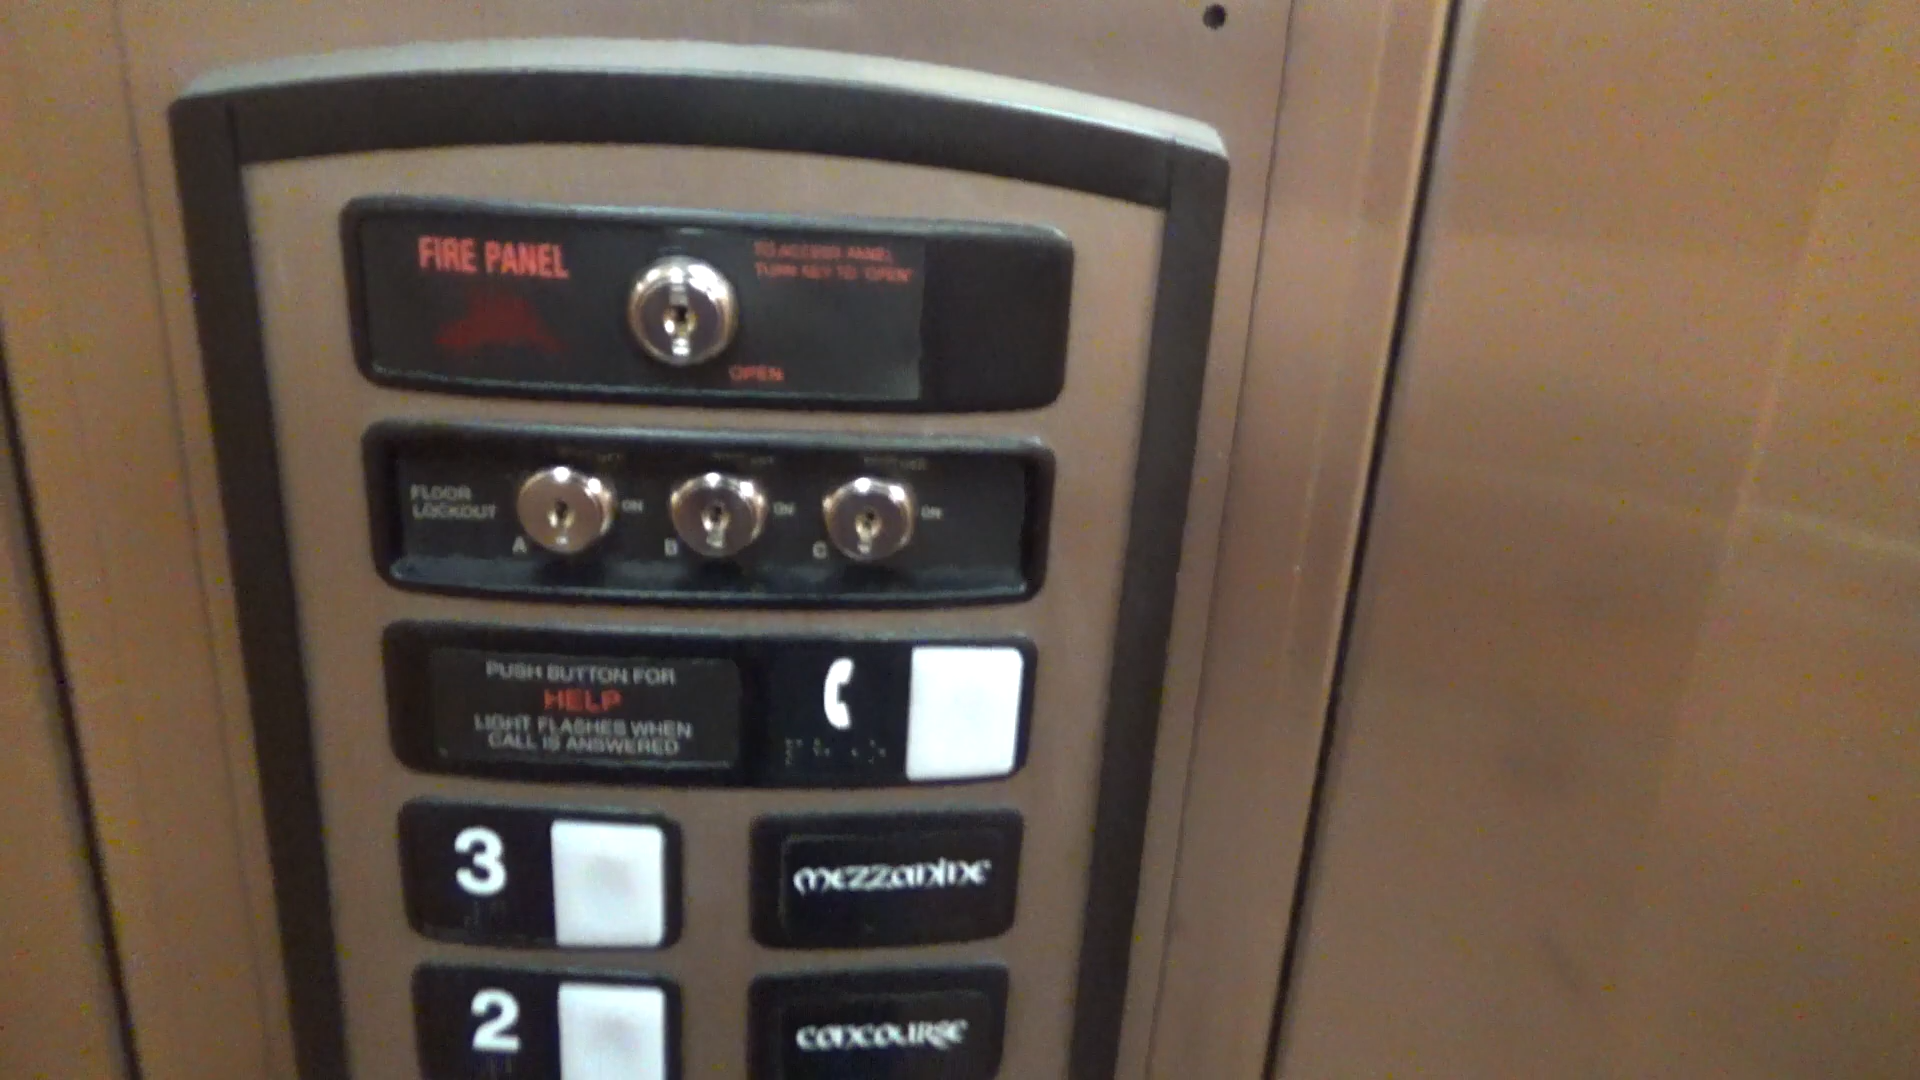 FIRE PANEL
TO ACCESS PANEL
TURN KEY TO "OPEN"
OPEN
FLOOR
LOCKOUT
ON
ON
ON
A
B
C
PUSH BUTTON FOR
HELP
LIGHT FLASHES WHEN
CALL IS ANSWERED
3
mezzanine
2
concourse